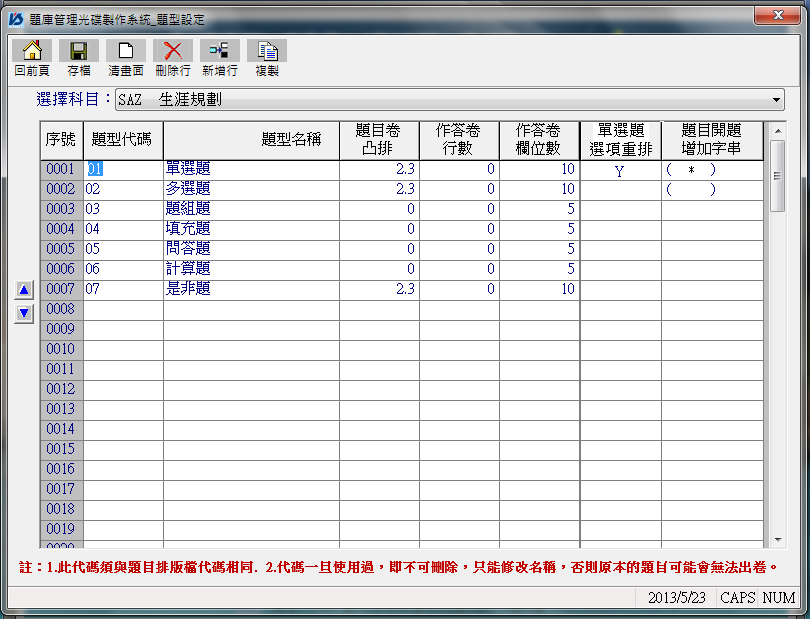 題庫管理光碟製作系統_題型設定
回前頁 存檔 清畫面 刪除行 新增行 複製
選擇科目： SAZ 生涯規劃
序號 題型代碼 題型名稱 題目卷凸排 作答卷行數 作答卷欄位數 單選題選項重排 題目開題增加字串
0001 01 單選題 2.3 0 10 Y ( * )
0002 02 多選題 2.3 0 10 ( )
0003 03 題組題 0 0 5
0004 04 填充題 0 0 5
0005 05 問答題 0 0 5
0006 06 計算題 0 0 5
0007 07 是非題 2.3 0 10
0008
0009
0010
0011
0012
0013
0014
0015
0016
0017
0018
0019
註：1.此代碼須與題目排版檔代碼相同. 2.代碼一旦使用過，即不可刪除，只能修改名稱，否則原本的題目可能會無法出卷。
2013/5/23 CAPS NUM